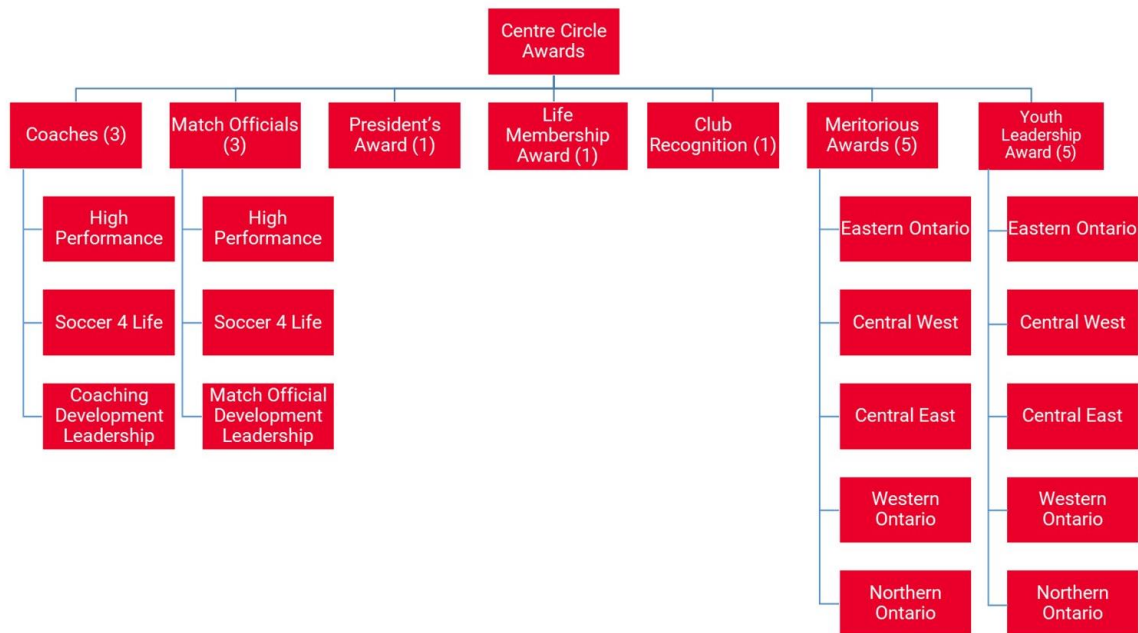 Centre Circle
Awards
Coaches (3)
Match Officials
(3)
President's
Award (1)
Life
Membership
Award (1)
Club
Recognition (1)
Meritorious
Awards (5)
Youth
Leadership
Award (5)
High
Performance
Soccer 4 Life
Coaching
Development
Leadership
High
Performance
Soccer 4 Life
Match Official
Development
Leadership
Eastern Ontario
Central West
Central East
Western
Ontario
Northern
Ontario
Eastern Ontario
Central West
Central East
Western
Ontario
Northern
Ontario